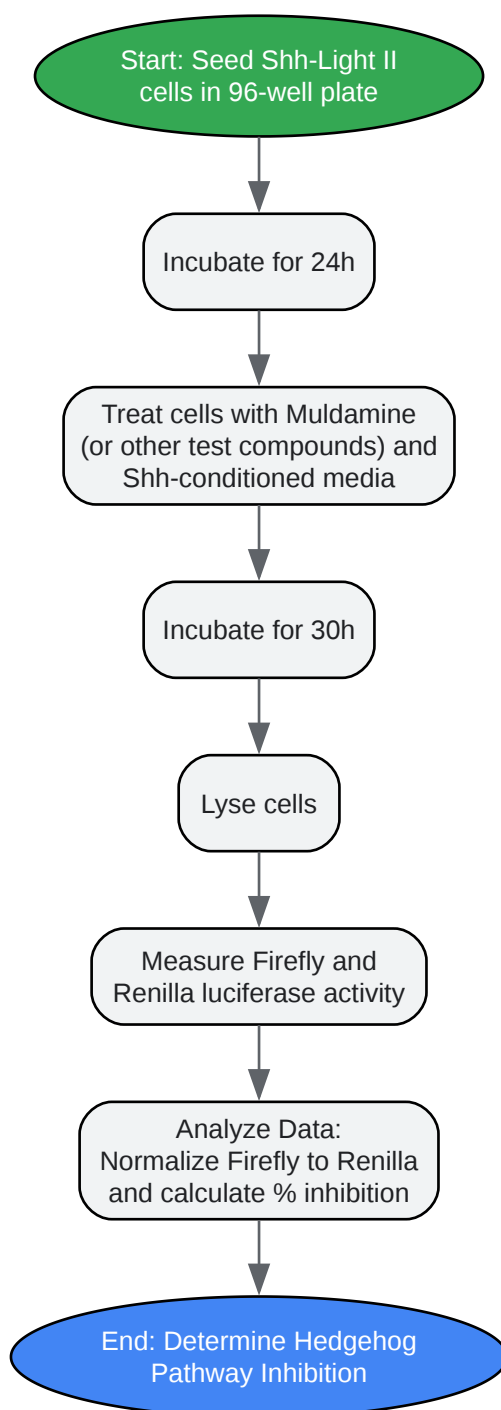 Start: Seed Shh-Light II
cells in 96-well plate
Incubate for 24h
Treat cells with Muldamine
(or other test compounds) and
Shh-conditioned media
Incubate for 30h
Lyse cells
Measure Firefly and
Renilla luciferase activity
Analyze Data:
Normalize Firefly to Renilla
and calculate % inhibition
End: Determine Hedgehog
Pathway Inhibition